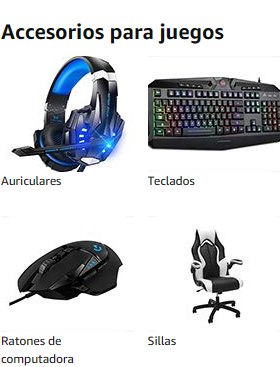 Accesorios para juegos
Auriculares
Teclados
Ratones de
computadora
Sillas